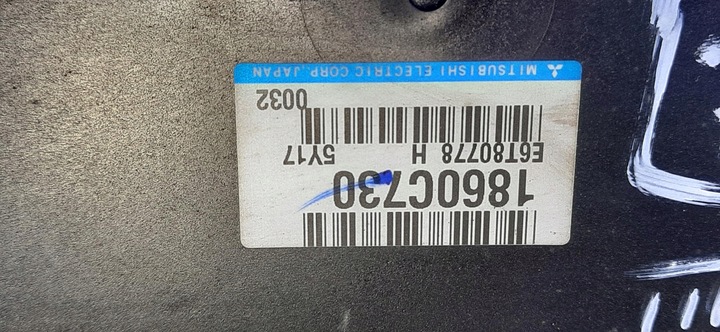 1860C730
E6T80778 H 5Y17
0032
MITSUBISHI ELECTRIC CORP., JAPAN